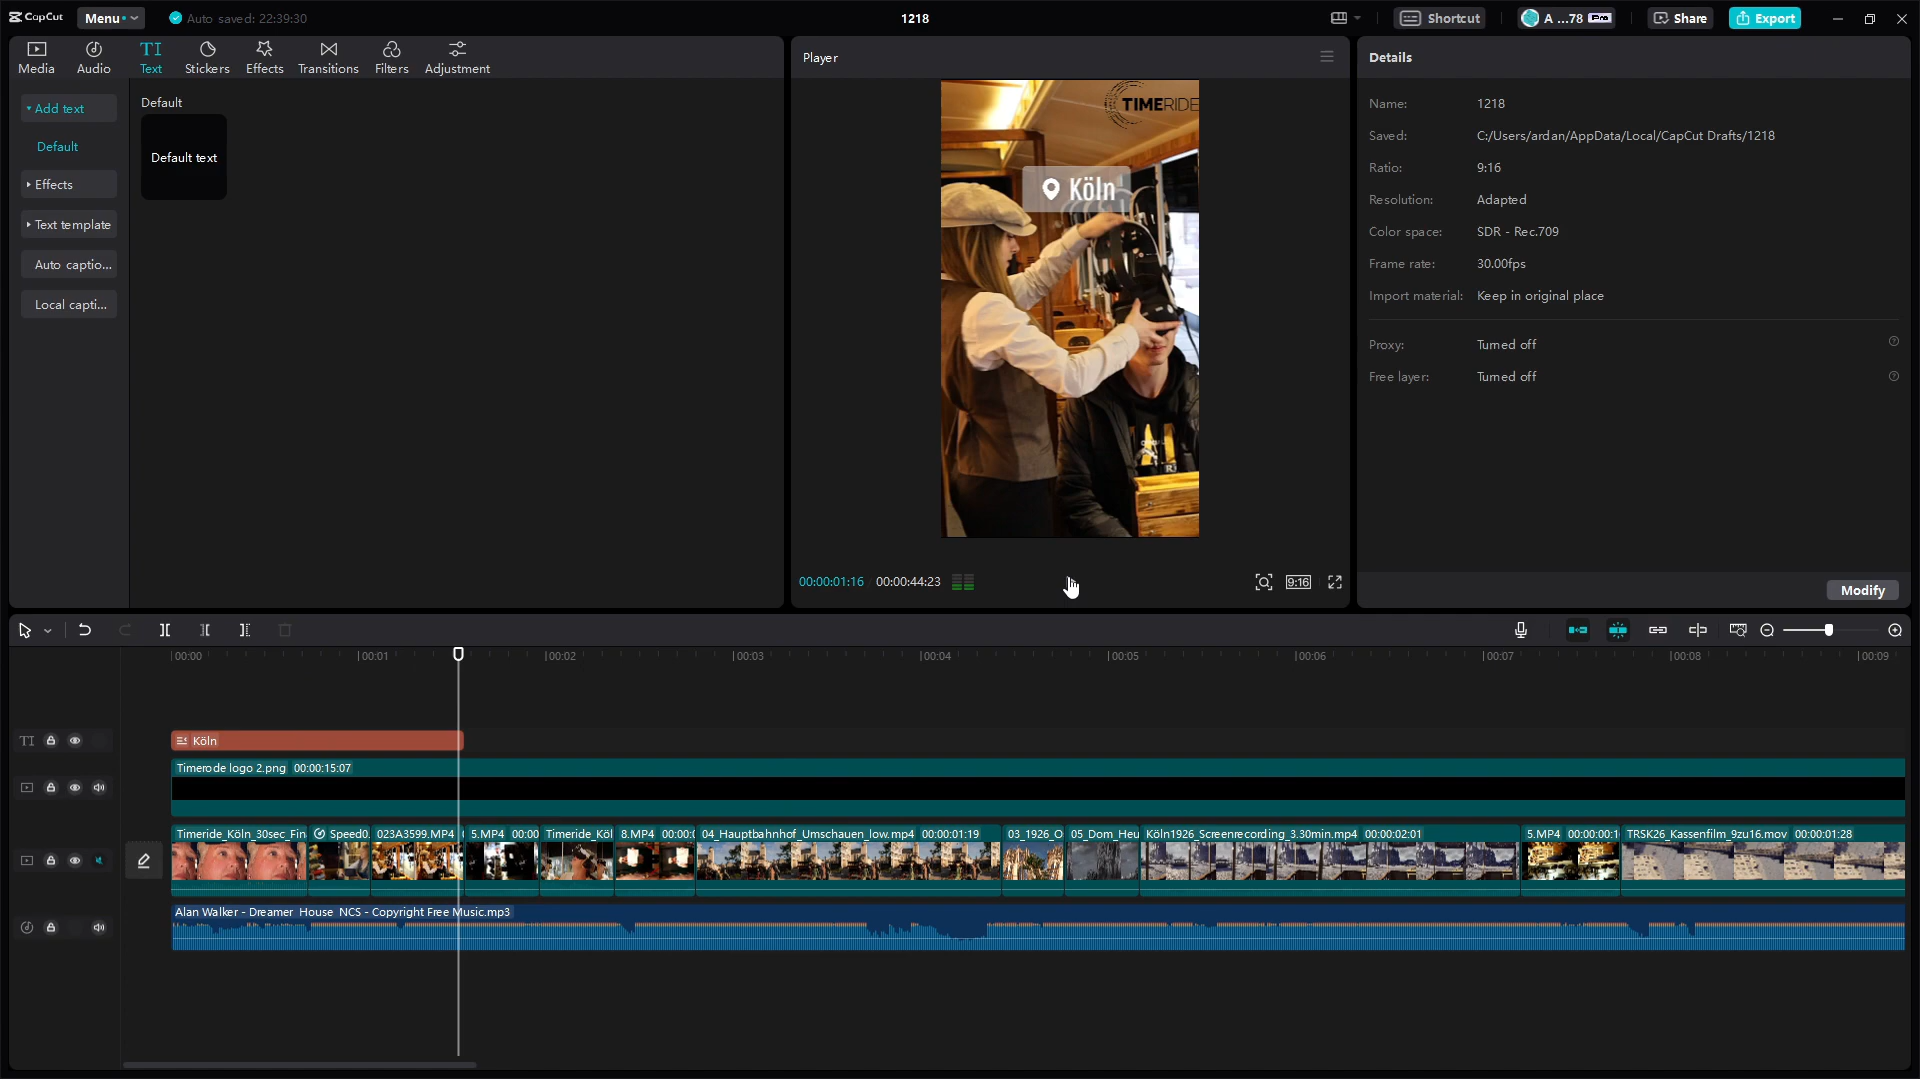 CapCut
Menu
Auto saved: 22:39:30
1218
Shortcut
A ...78
Pro
Share
Export
Media
Audio
TI
Text
Stickers
Effects
Transitions
Filters
Adjustment
Add text
Default
Effects
Text template
Auto captio...
Local capti...
Default
Default text
Player
TIMERIDE
Köln
00:00:01:16
00:00:44:23
9:16
Details
Name: 1218
Saved: C:/Users/ardan/AppData/Local/CapCut Drafts/1218
Ratio: 9:16
Resolution: Adapted
Color space: SDR - Rec.709
Frame rate: 30.00fps
Import material: Keep in original place
Proxy: Turned off
Free layer: Turned off
Modify
00:00
00:01
00:02
00:03
00:04
00:05
00:06
00:07
00:08
00:09
TI
Köln
Timerode logo 2.png 00:00:15:07
Timeride_Köln_30sec_Fin
Speed0.
023A3599.MP4
5.MP4 00:00
Timeride_Köl
8.MP4 00:00:0
04_Hauptbahnhof_Umschauen_low.mp4 00:00:01:19
03_1926_O
05_Dom_Heu
Köln1926_Screenrecording_3.30min.mp4 00:00:02:01
5.MP4 00:00:00:1
TRSK26_Kassenfilm_9zu16.mov 00:00:01:28
Alan Walker - Dreamer House NCS - Copyright Free Music.mp3